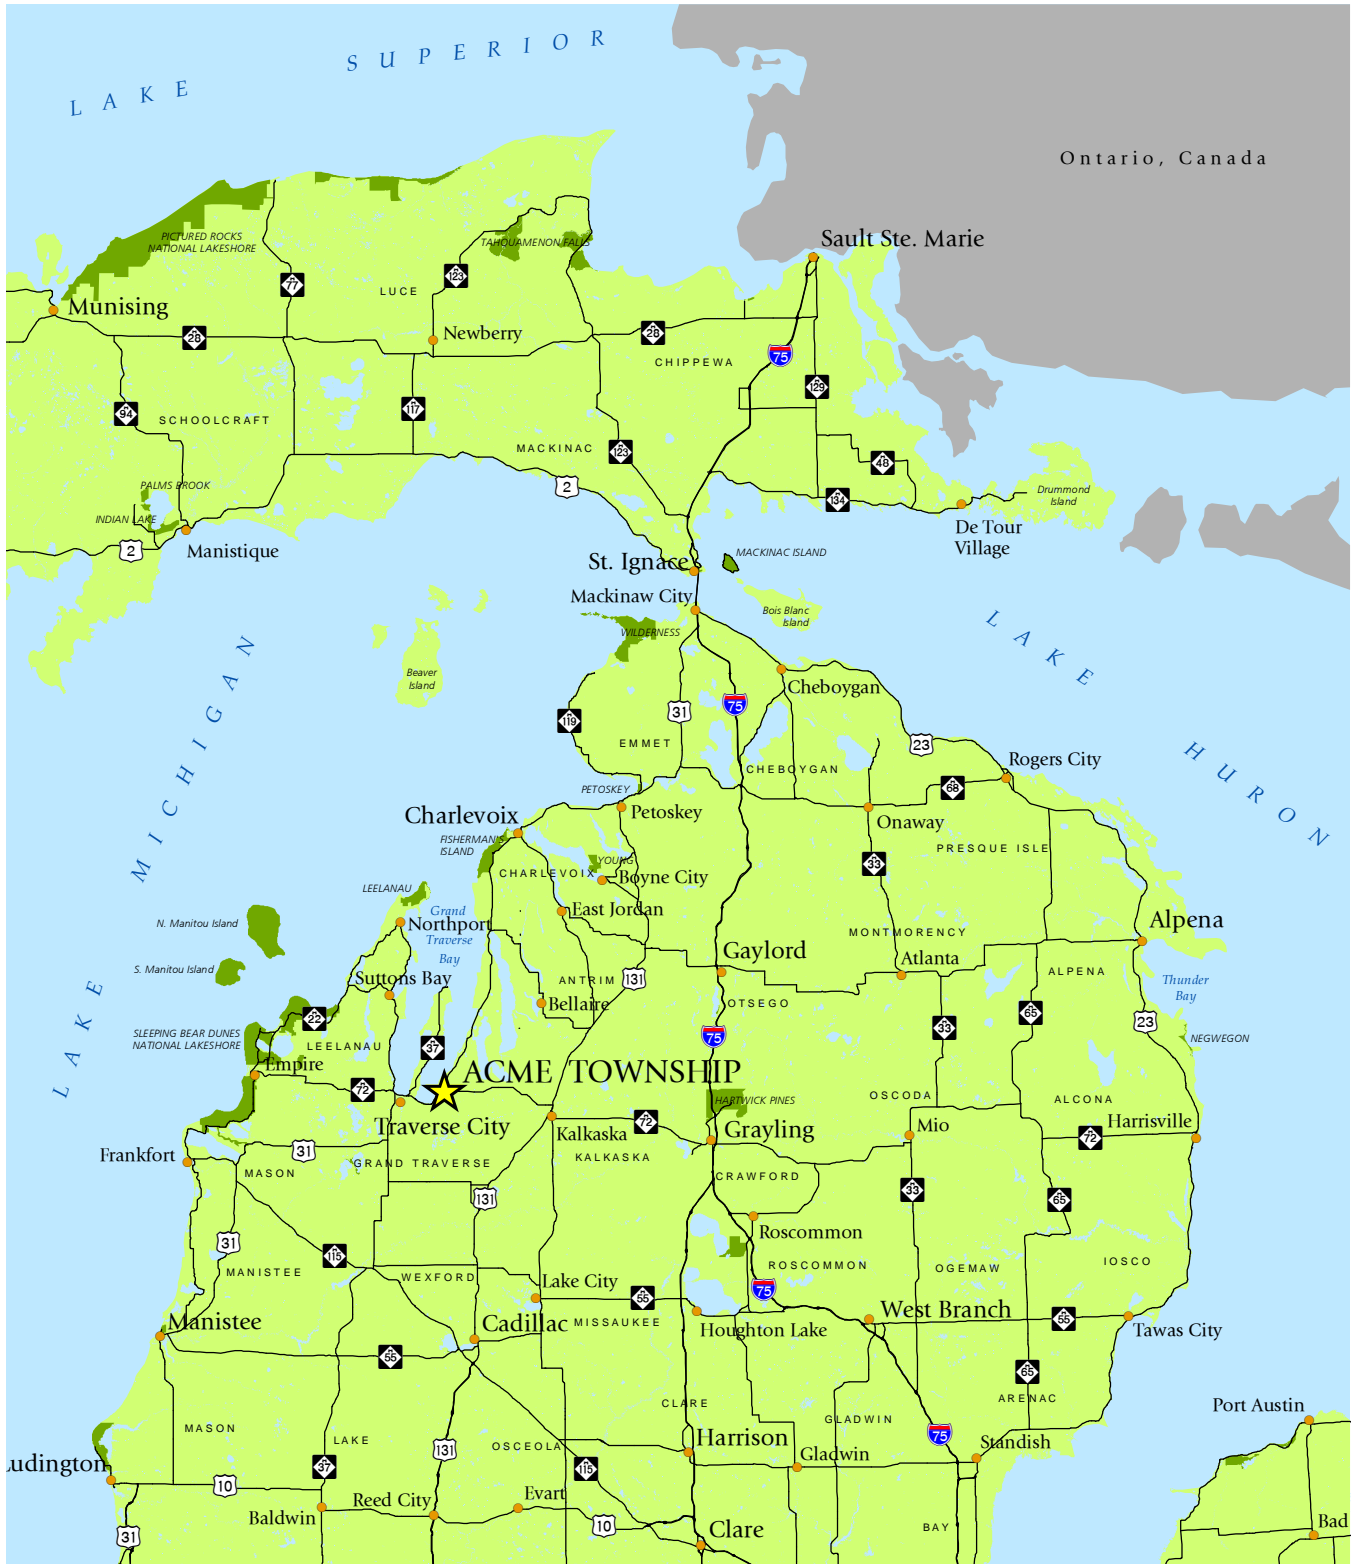 LAKE SUPERIOR
Ontario, Canada
Sault Ste. Marie
PICTURED ROCKS
NATIONAL LAKESHORE
TAHQUAMENON FALLS
77
LUCE
M 123
Munising
28
Newberry
28
CHIPPEWA
75
129
94
SCHOOLCRAFT
117
MACKINAC
123
48
2
PALMS BROOK
134
Drummond
Island
INDIAN LAKE
De Tour
Village
2
Manistique
St. Ignace
MACKINAC ISLAND
Mackinaw City
Bois Blanc
Island
WILDERNESS
LAKE HURON
LAKE MICHIGAN
Beaver
Island
Cheboygan
119
31
75
EMMET
23
CHEBOYGAN
Rogers City
68
PETOSKEY
Charlevoix
Petoskey
Onaway
FISHERMAN'S
ISLAND
PRESQUE ISLE
33
YOUNG
CHARLEVOIX
Boyne City
LEELANAU
Grand
Traverse
Bay
East Jordan
N. Manitou Island
Northport
Alpena
MONTMORENCY
Gaylord
Atlanta
S. Manitou Island
Suttons Bay
ANTRIM
131
ALPENA
Thunder
Bay
Bellaire
OTSEGO
22
65
33
23
SLEEPING BEAR DUNES
NATIONAL LAKESHORE
LEELANAU
37
75
NEGWEGON
Empire
ACME TOWNSHIP
72
HARTWICK PINES
OSCODA
ALCONA
Traverse City
Kalkaska
72
Grayling
Mio
Harrisville
72
Frankfort
31
MASON
GRAND TRAVERSE
KALKASKA
CRAWFORD
131
33
65
31
Roscommon
115
MANISTEE
WEXFORD
ROSCOMMON
OGEMAW
IOSCO
Lake City
75
55
Manistee
Cadillac
MISSAUKEE
Houghton Lake
West Branch
55
Tawas City
55
65
CLARE
ARENAC
Port Austin
MASON
LAKE
GLADWIN
75
131
OSCEOLA
Harrison
Gladwin
Standish
Ludington
37
115
10
Reed City
Evart
Baldwin
10
Clare
BAY
Bad
31